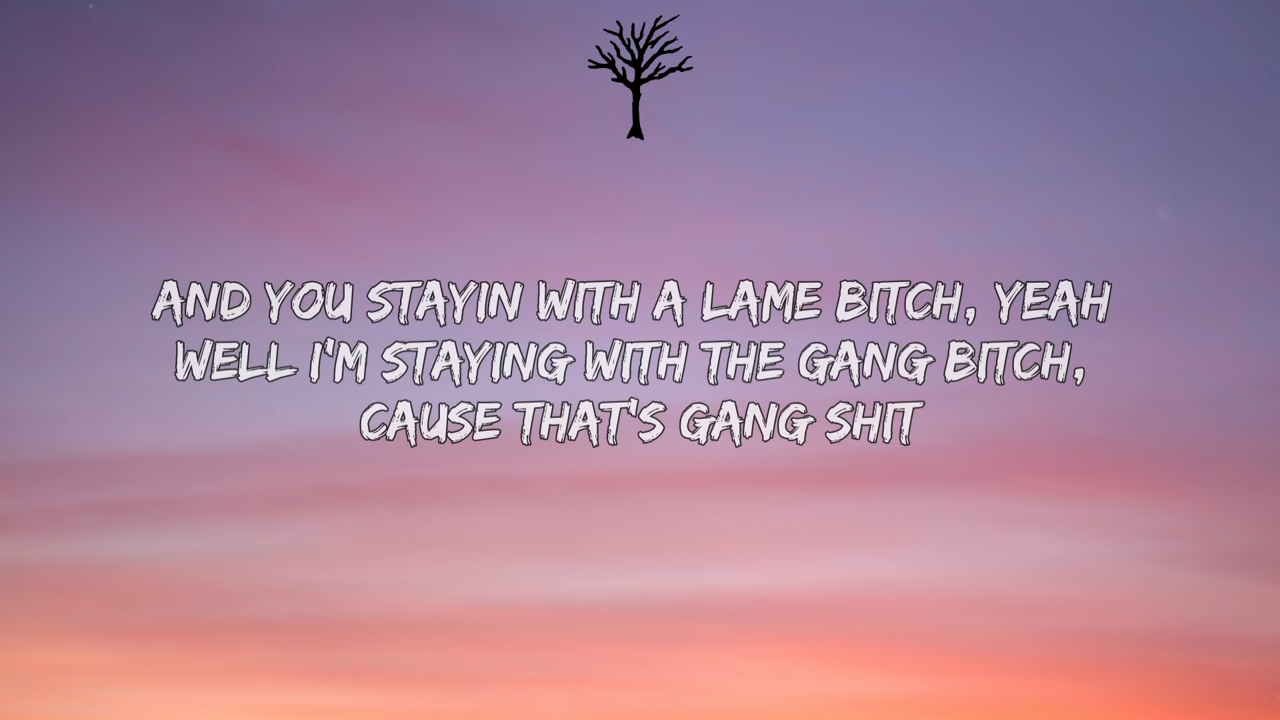 AND YOU STAYIN WITH A LAME BITCH, YEAH
WELL I'M STAYING WITH THE GANG BITCH,
CAUSE THAT'S GANG SHIT